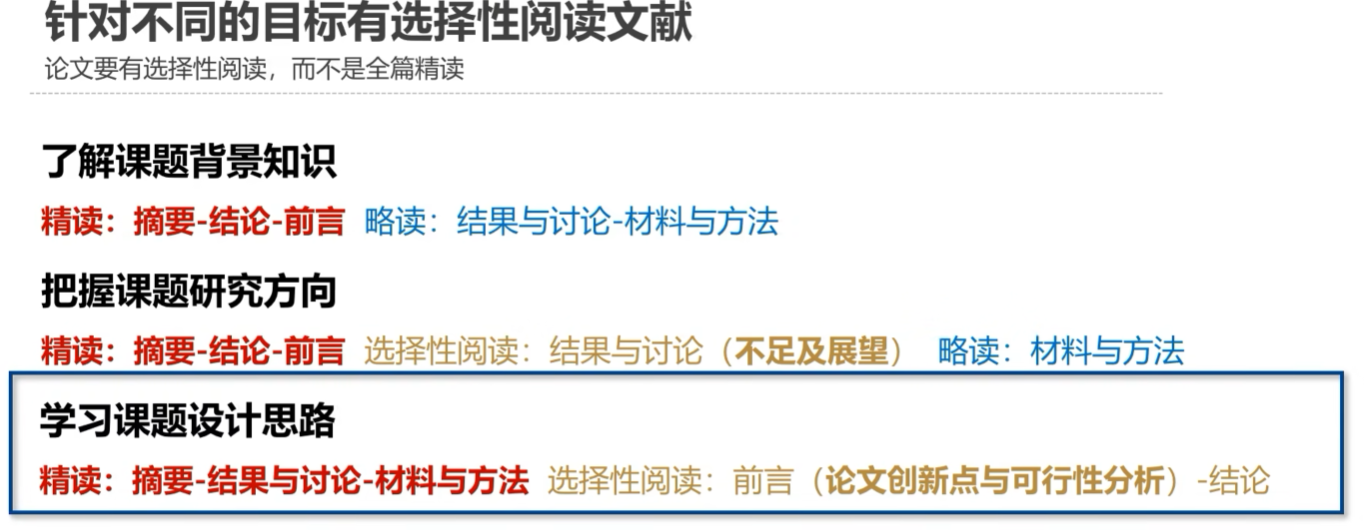 针对不同的目标有选择性阅读文献
论文要有选择性阅读，而不是全篇精读
了解课题背景知识
精读：摘要-结论-前言 略读：结果与讨论-材料与方法
把握课题研究方向
精读：摘要-结论-前言 选择性阅读：结果与讨论（不足及展望） 略读：材料与方法
学习课题设计思路
精读：摘要-结果与讨论-材料与方法 选择性阅读：前言（论文创新点与可行性分析）-结论